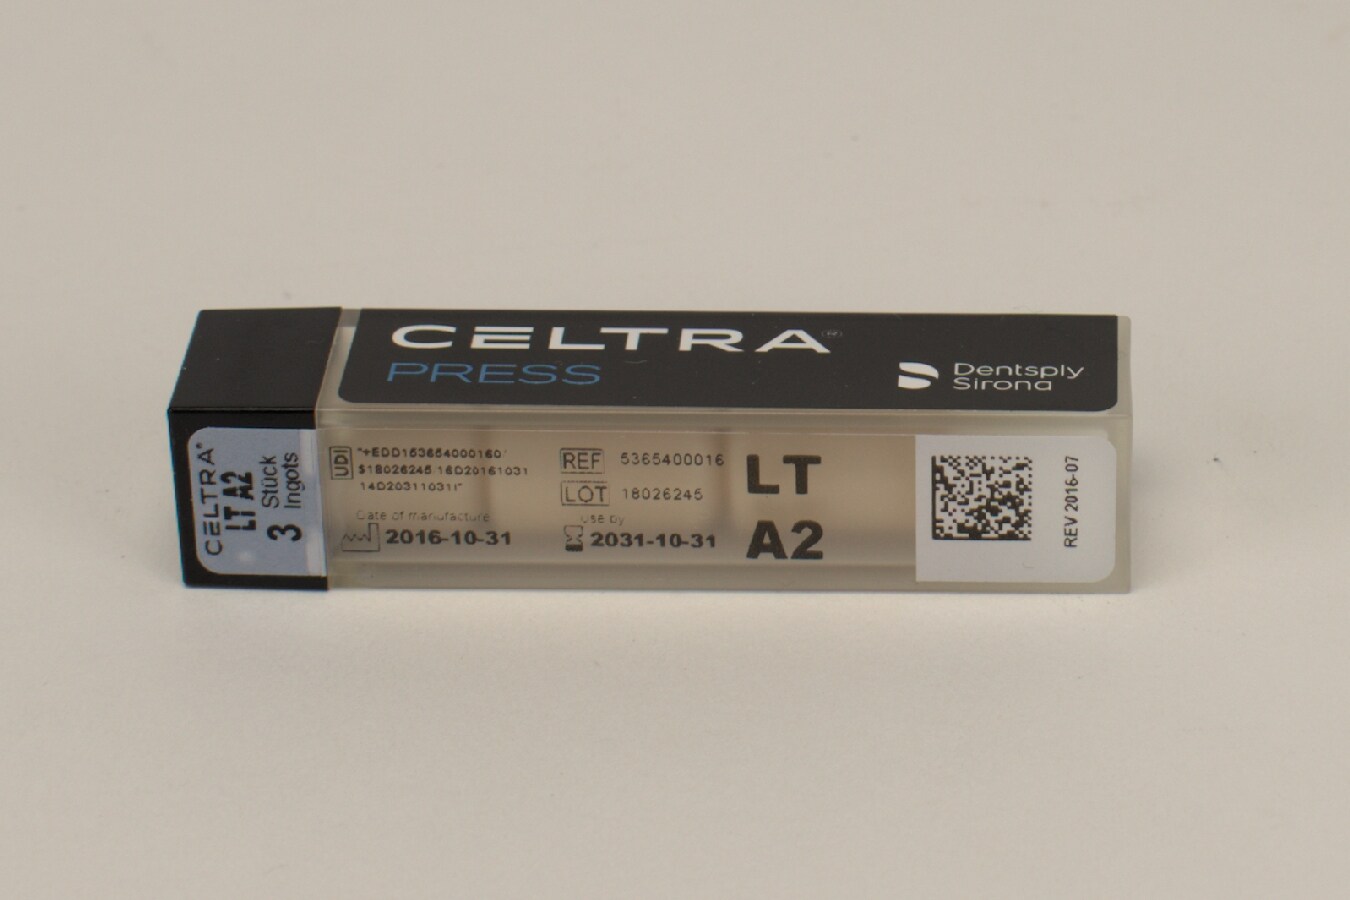 CELTRA®
PRESS
Dentsply
Sirona
CELTRA®
LT A2
3 Stück
Ingots
UDI
REF 5365400016
LOT 18026245
Date of manufacture
2016-10-31
use by
2031-10-31
LT
A2
REV 2016-07